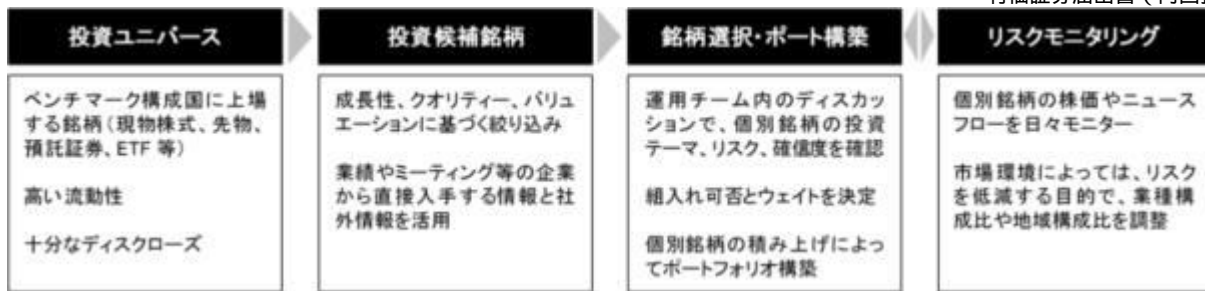 投資ユニバース
ベンチマーク構成国に上場
する銘柄(現物株式、先物、
預託証券、ETF 等)
高い流動性
十分なディスクローズ
投資候補銘柄
成長性、クオリティー、バリュ
エーションに基づく絞り込み
業績やミーティング等の企業
から直接入手する情報と社
外情報を活用
銘柄選択・ポート構築
運用チーム内のディスカッ
ションで、個別銘柄の投資
テーマ、リスク、確信度を確認
組入れ可否とウェイトを決定
個別銘柄の積み上げによっ
てポートフォリオ構築
リスクモニタリング
個別銘柄の株価やニュース
フローを日々モニター
市場環境によっては、リスク
を低減する目的で、業種構
成比や地域構成比を調整